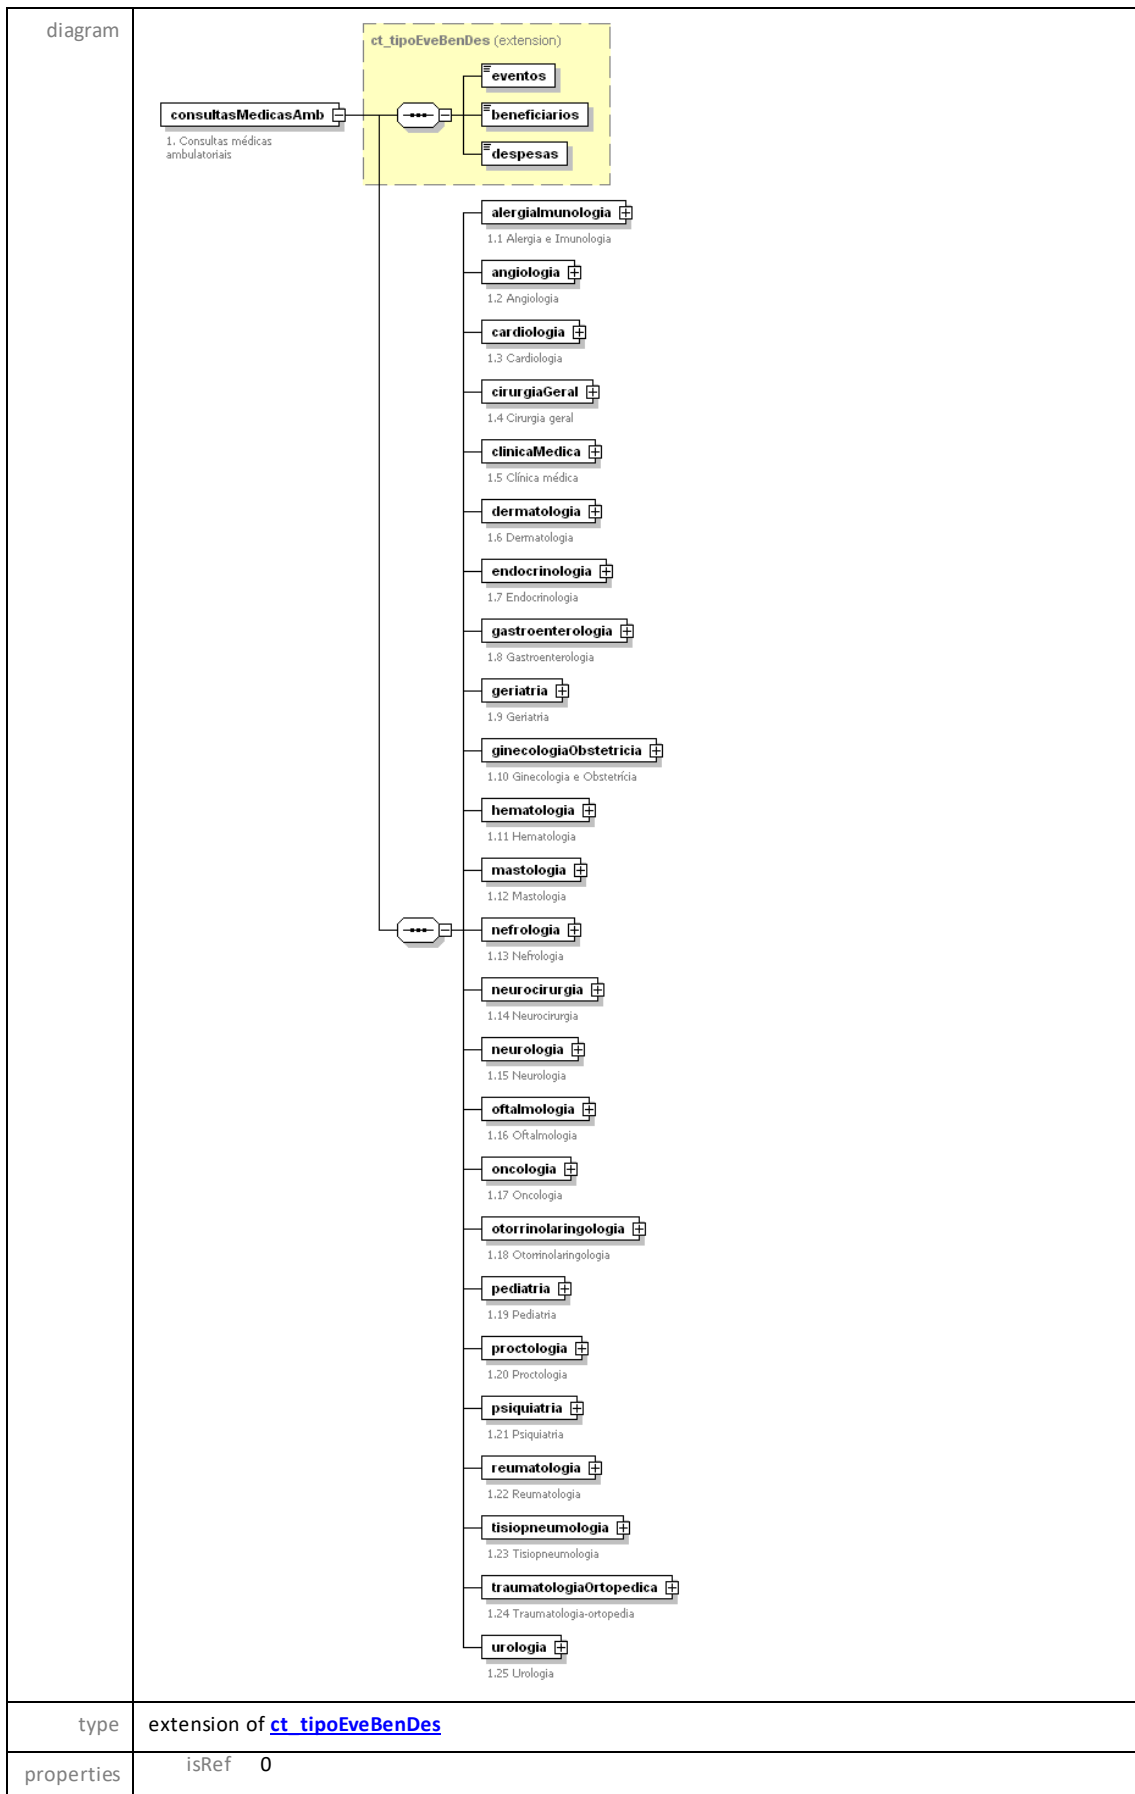 diagram
ct_tipoEveBenDes (extension)
eventos
consultasMedicasAmb
beneficiarios
1. Consultas médicas
ambulatoriais
despesas
alergiaImunologia
1.1 Alergia e Imunologia
angiologia
1.2 Angiologia
cardiologia
1.3 Cardiologia
cirurgiaGeral
1.4 Cirurgia geral
clinicaMedica
1.5 Clínica médica
dermatologia
1.6 Dermatologia
endocrinologia
1.7 Endocrinologia
gastroenterologia
1.8 Gastroenterologia
geriatria
1.9 Geriatria
ginecologiaObstetricia
1.10 Ginecologia e Obstetrícia
hematologia
1.11 Hematologia
mastologia
1.12 Mastologia
nefrologia
1.13 Nefrologia
neurocirurgia
1.14 Neurocirurgia
neurologia
1.15 Neurologia
oftalmologia
1.16 Oftalmologia
oncologia
1.17 Oncologia
otorrinolaringologia
1.18 Otorrinolaringologia
pediatria
1.19 Pediatria
proctologia
1.20 Proctologia
psiquiatria
1.21 Psiquiatria
reumatologia
1.22 Reumatologia
tisiopneumologia
1.23 Tisiopneumologia
traumatologiaOrtopedica
1.24 Traumatologia-ortopedia
urologia
1.25 Urologia
type extension of ct_tipoEveBenDes
properties isRef 0